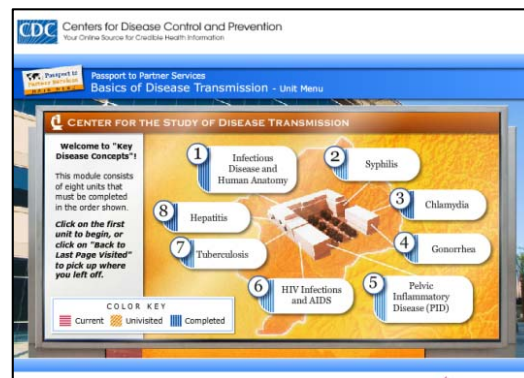 CDC Centers for Disease Control and Prevention
Your Online Source for Credible Health Information
Passport to
Partner Services
Passport to Partner Services
Basics of Disease Transmission - Unit Menu
CENTER FOR THE STUDY OF DISEASE TRANSMISSION
Welcome to "Key
Disease Concepts"!
This module consists
of eight units that
must be completed
in the order shown.
Click on the first
unit to begin, or
click on "Back to
Last Page Visited"
to pick up where
you left off.
1
Infectious
Disease and
Human Anatomy
2
Syphilis
3
Chlamydia
4
Gonorrhea
5
Pelvic
Inflammatory
Disease (PID)
6
HIV Infections
and AIDS
7
Tuberculosis
8
Hepatitis
COLOR KEY
Current Univisited Completed